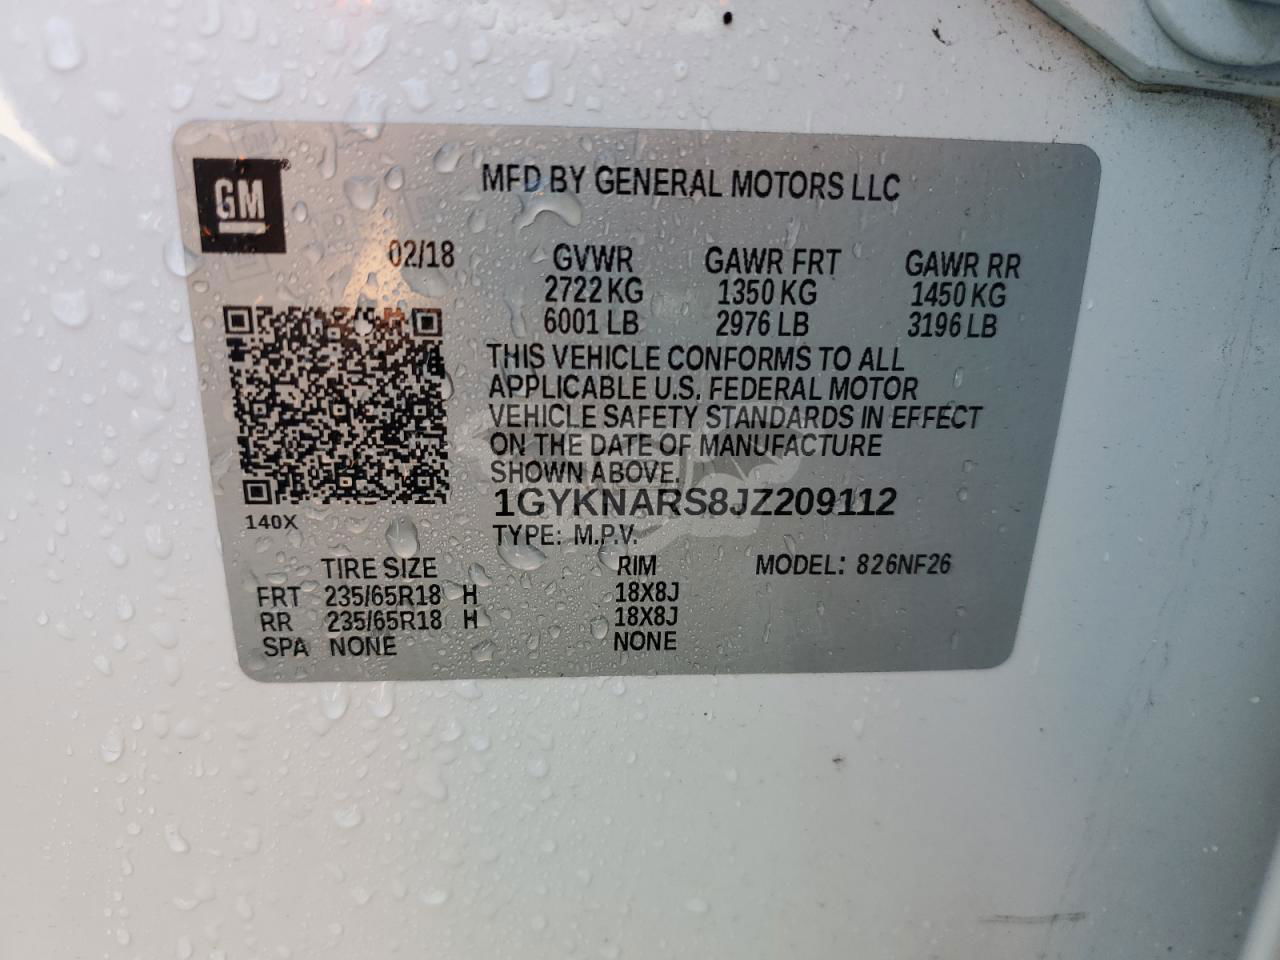 GM
MFD BY GENERAL MOTORS LLC
02/18
GVWR GAWR FRT GAWR RR
2722 KG 1350 KG 1450 KG
6001 LB 2976 LB 3196 LB
THIS VEHICLE CONFORMS TO ALL
APPLICABLE U.S. FEDERAL MOTOR
VEHICLE SAFETY STANDARDS IN EFFECT
ON THE DATE OF MANUFACTURE
SHOWN ABOVE.
1GYKNARS8JZ209112
140X
TYPE: M.P.V.
TIRE SIZE RIM MODEL: 826NF26
FRT 235/65R18 H 18X8J
RR 235/65R18 H 18X8J
SPA NONE NONE